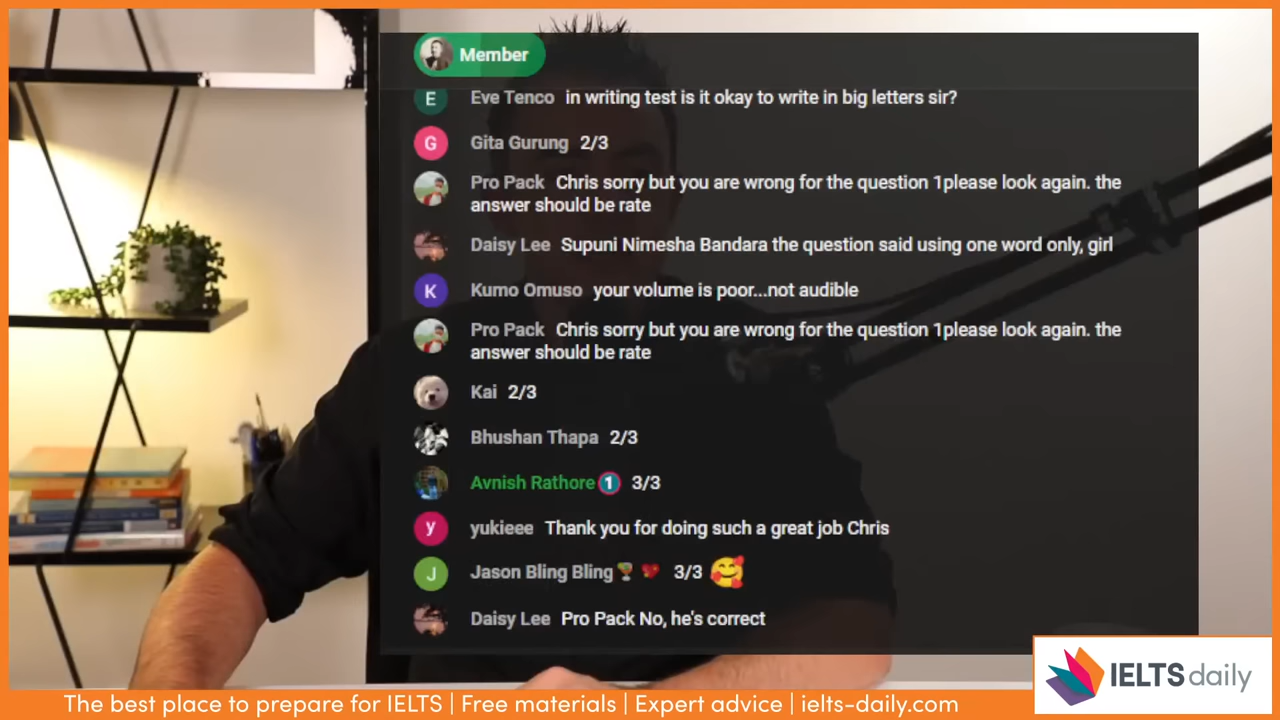 Member
E Eve Tenco in writing test is it okay to write in big letters sir?
G Gita Gurung 2/3
Pro Pack Chris sorry but you are wrong for the question 1please look again. the
answer should be rate
Daisy Lee Supuni Nimesha Bandara the question said using one word only, girl
K Kumo Omuso your volume is poor...not audible
Pro Pack Chris sorry but you are wrong for the question 1please look again. the
answer should be rate
Kai 2/3
Bhushan Thapa 2/3
Avnish Rathore 1 3/3
y yukieee Thank you for doing such a great job Chris
J Jason Bling Bling🍹💘 3/3 🥰
Daisy Lee Pro Pack No, he's correct
IELTS daily
The best place to prepare for IELTS | Free materials | Expert advice | ielts-daily.com